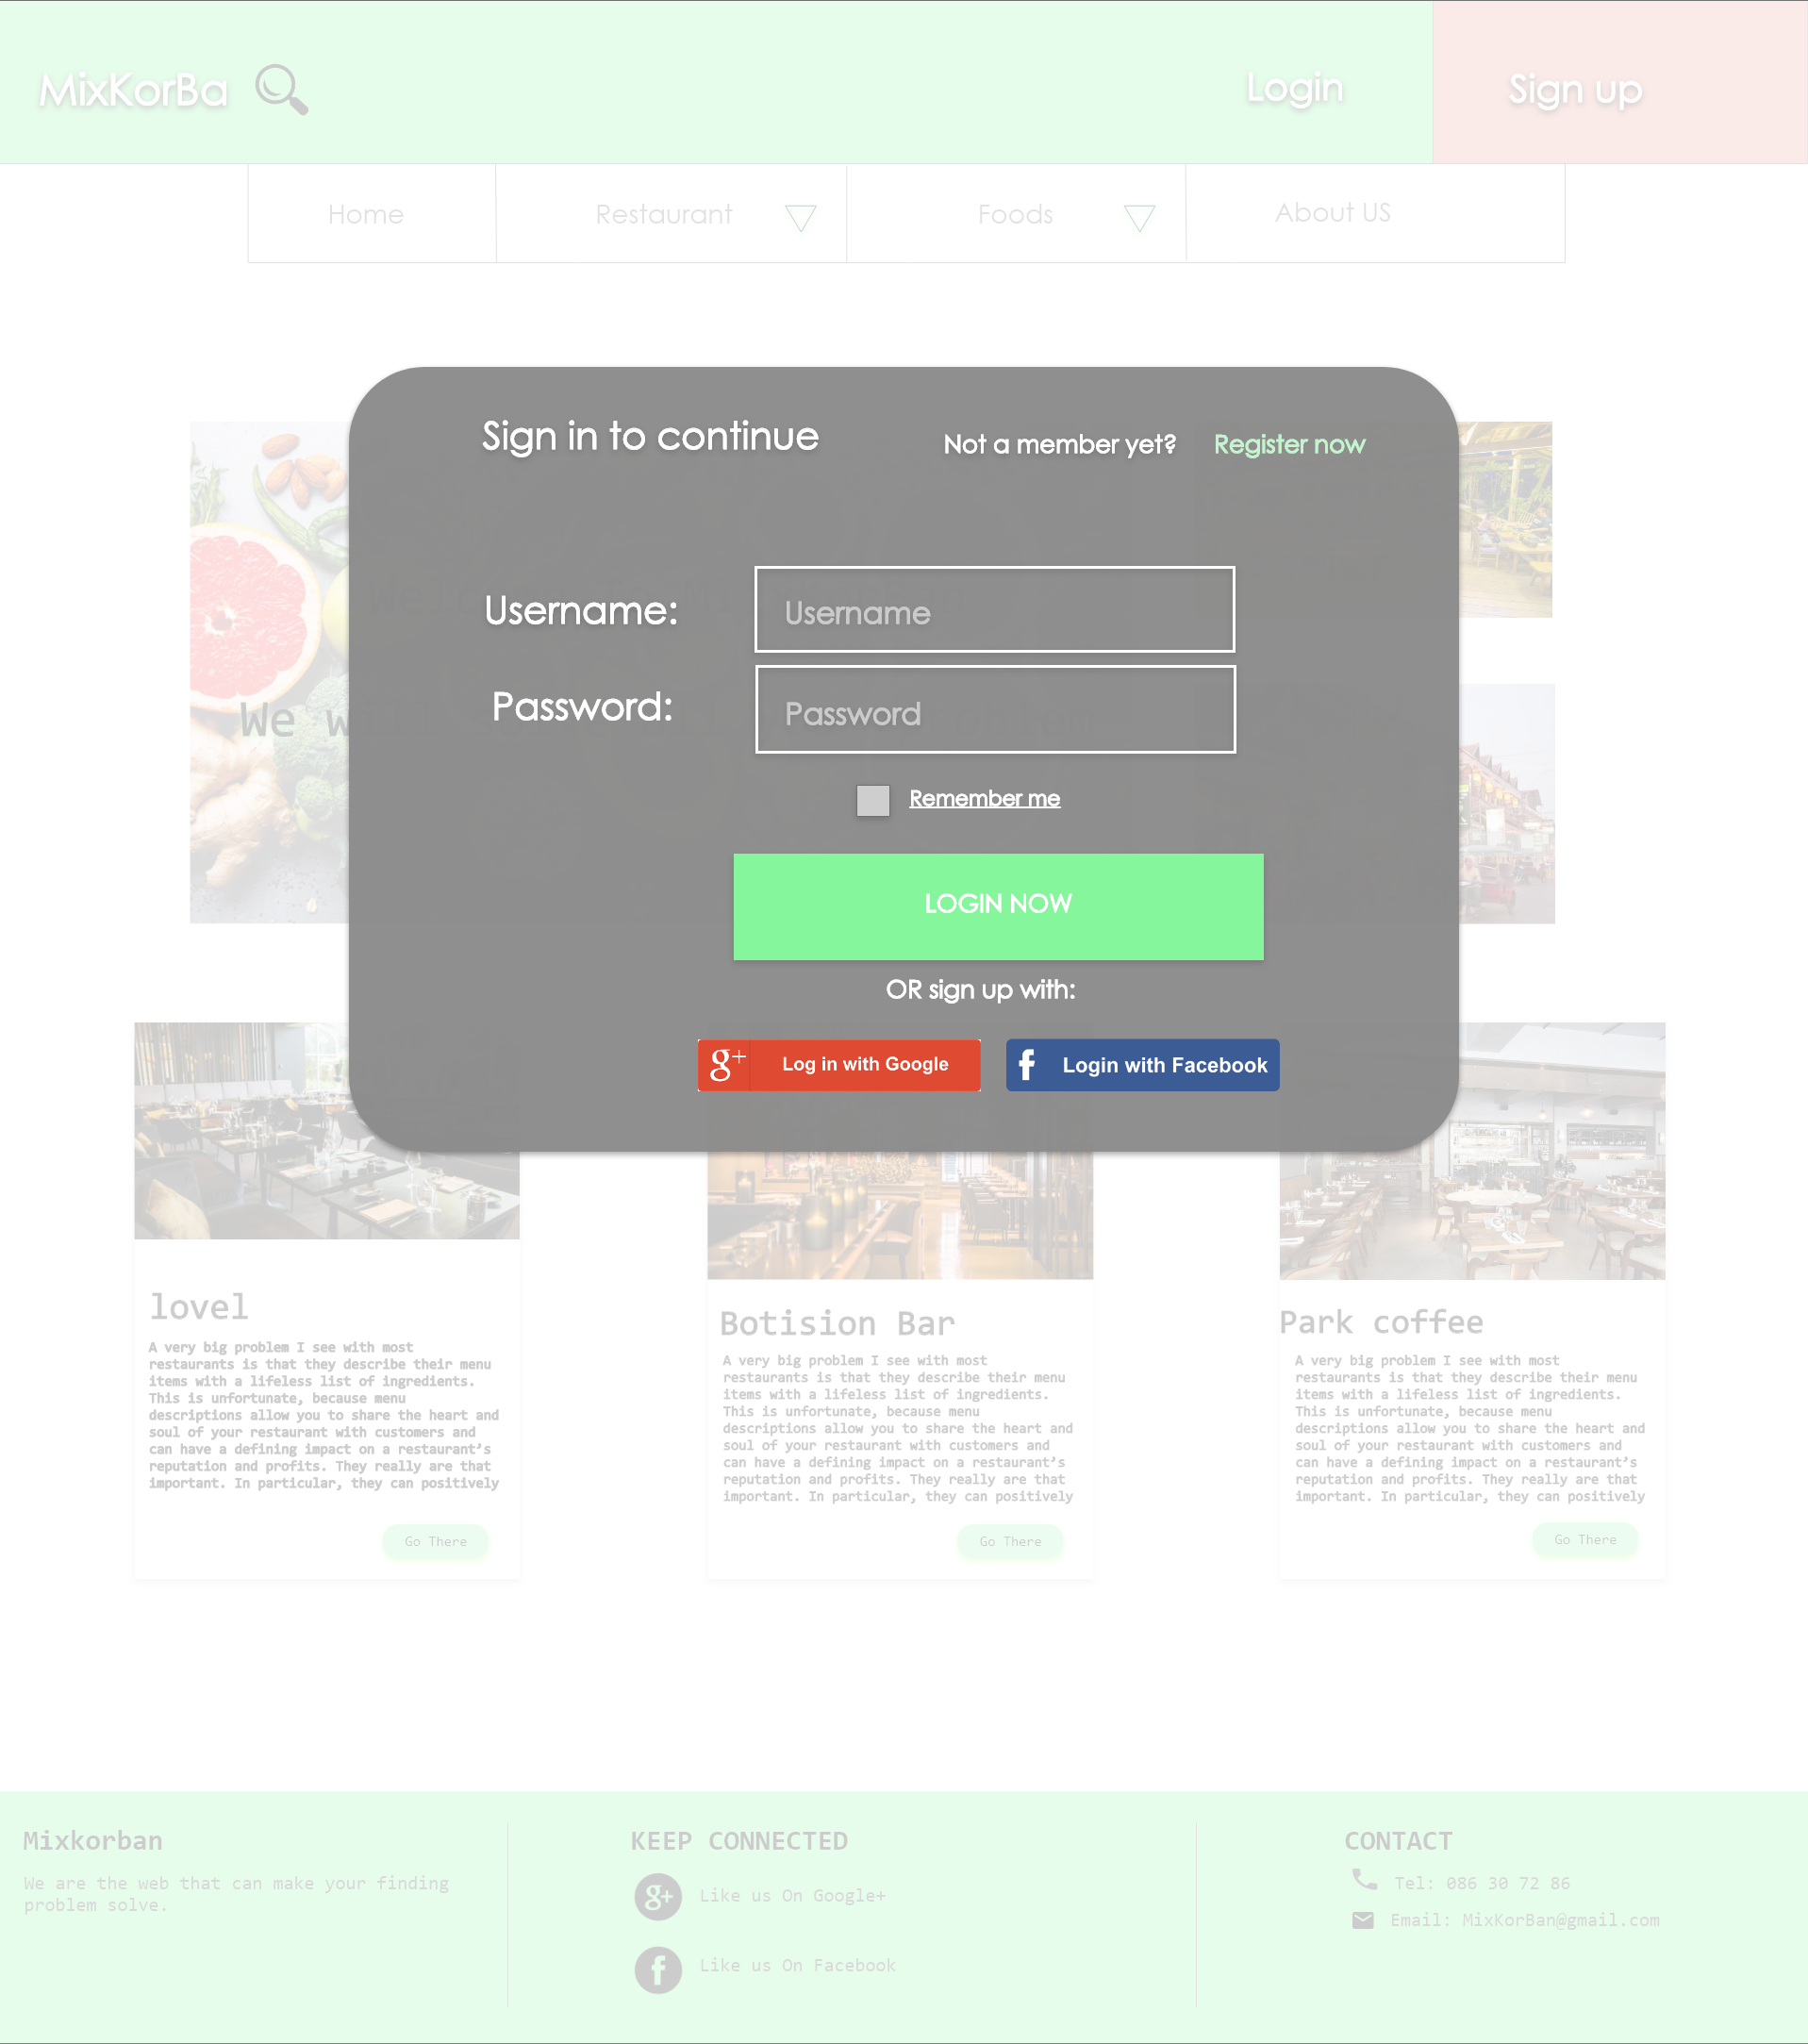 MixKorBa
Login
Sign up
Home
Restaurant
Foods
About US
Sign in to continue
Not a member yet?
Register now
Username:
Username
Password:
Password
We
Remember me
LOGIN NOW
OR sign up with:
g+ Log in with Google
f Login with Facebook
lovel
A very big problem I see with most
restaurants is that they describe their menu
items with a lifeless list of ingredients.
This is unfortunate, because menu
descriptions allow you to share the heart and
soul of your restaurant with customers and
can have a defining impact on a restaurant’s
reputation and profits. They really are that
important. In particular, they can positively
Go There
Botision Bar
A very big problem I see with most
restaurants is that they describe their menu
items with a lifeless list of ingredients.
This is unfortunate, because menu
descriptions allow you to share the heart and
soul of your restaurant with customers and
can have a defining impact on a restaurant’s
reputation and profits. They really are that
important. In particular, they can positively
Go There
Park coffee
A very big problem I see with most
restaurants is that they describe their menu
items with a lifeless list of ingredients.
This is unfortunate, because menu
descriptions allow you to share the heart and
soul of your restaurant with customers and
can have a defining impact on a restaurant’s
reputation and profits. They really are that
important. In particular, they can positively
Go There
Mixkorban
We are the web that can make your finding
problem solve.
KEEP CONNECTED
g+ Like us On Google+
f Like us On Facebook
CONTACT
Tel: 086 30 72 86
Email: MixKorBan@gmail.com